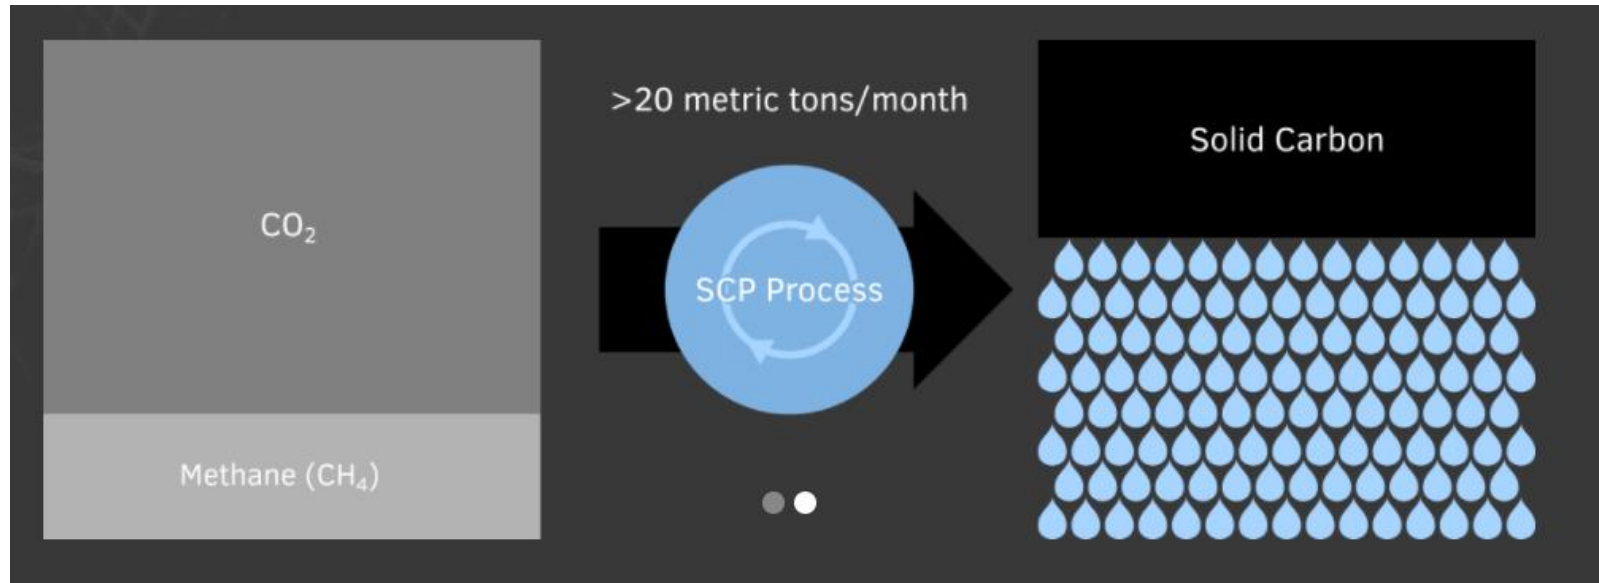 CO₂
Methane (CH₄)
>20 metric tons/month
SCP Process
Solid Carbon